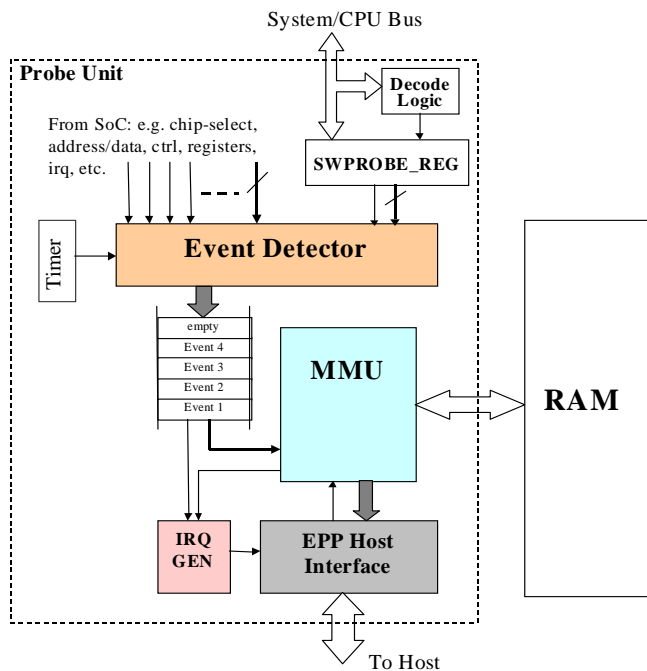 System/CPU Bus
Probe Unit
Decode
Logic
From SoC: e.g. chip-select,
address/data, ctrl, registers,
irq, etc.
SWPROBE_REG
Timer
Event Detector
empty
Event 4
Event 3
Event 2
Event 1
MMU
RAM
IRQ
GEN
EPP Host
Interface
To Host